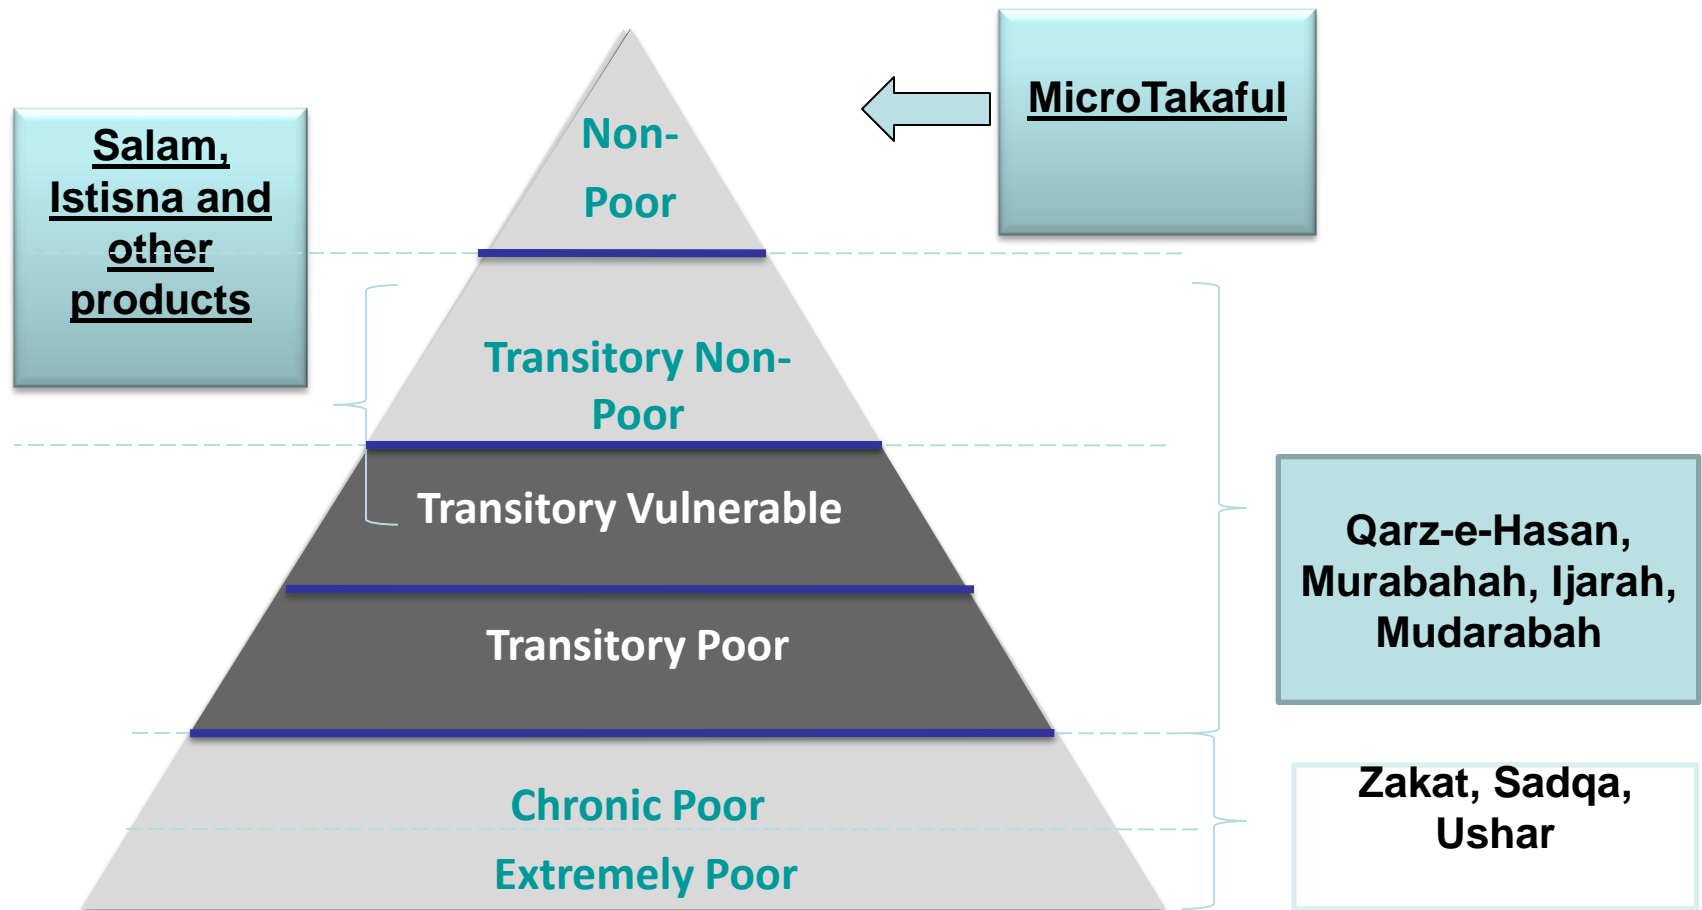 MicroTakaful
Salam,
Istisna and
other
products
Non-
Poor
Transitory Non-
Poor
Transitory Vulnerable
Transitory Poor
Chronic Poor
Extremely Poor
Qarz-e-Hasan,
Murabahah, Ijarah,
Mudarabah
Zakat, Sadqa,
Ushar